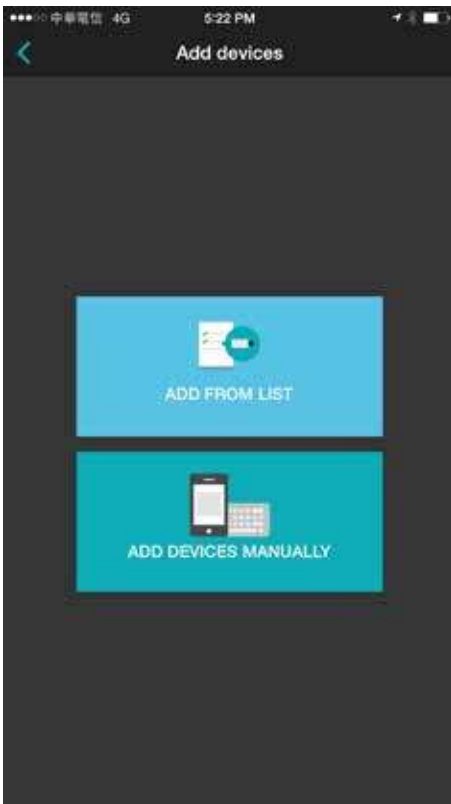 中華電信 4G 5:22 PM
Add devices
ADD FROM LIST
ADD DEVICES MANUALLY